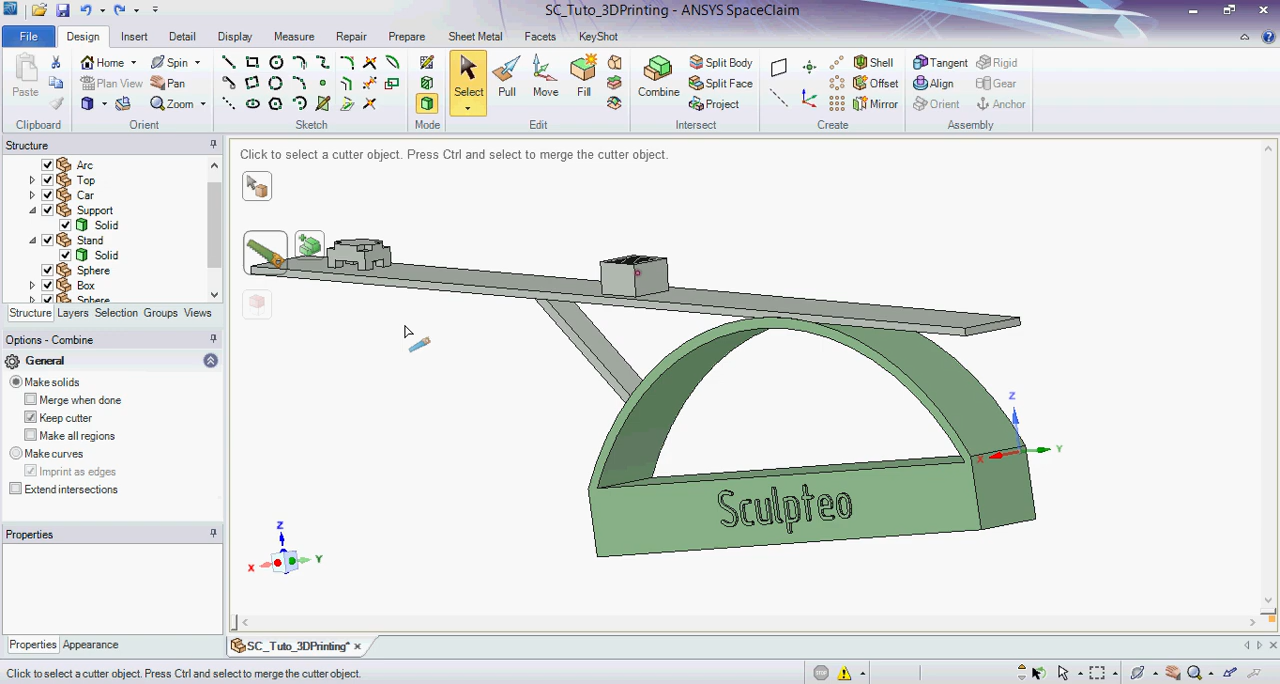 SC_Tuto_3DPrinting - ANSYS SpaceClaim
File Design Insert Detail Display Measure Repair Prepare Sheet Metal Facets KeyShot
Paste
Clipboard
Home Spin
Plan View Pan
Zoom
Orient
Sketch
Mode
Select Pull Move Fill
Edit
Combine
Split Body
Split Face
Project
Intersect
Shell
Offset
Mirror
Create
Tangent Rigid
Align Gear
Orient Anchor
Assembly
Structure
Arc
Top
Car
Support
Solid
Stand
Solid
Sphere
Box
Sphere
Structure Layers Selection Groups Views
Options - Combine
General
Make solids
Merge when done
Keep cutter
Make all regions
Make curves
Imprint as edges
Extend intersections
Properties
Properties Appearance
Click to select a cutter object. Press Ctrl and select to merge the cutter object.
Sculpteo
Z
X
Y
Z
X
Y
SC_Tuto_3DPrinting*
Click to select a cutter object. Press Ctrl and select to merge the cutter object.